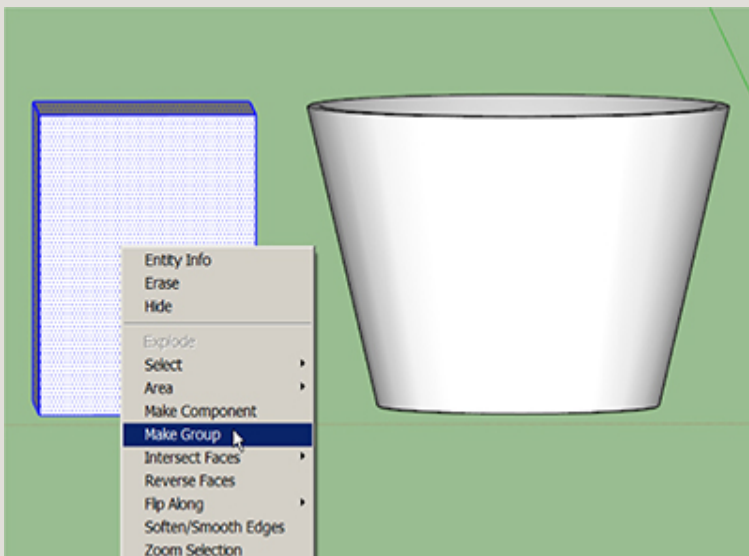 Entity Info
Erase
Hide
Explode
Select
Area
Make Component
Make Group
Intersect Faces
Reverse Faces
Flip Along
Soften/Smooth Edges
Zoom Selection